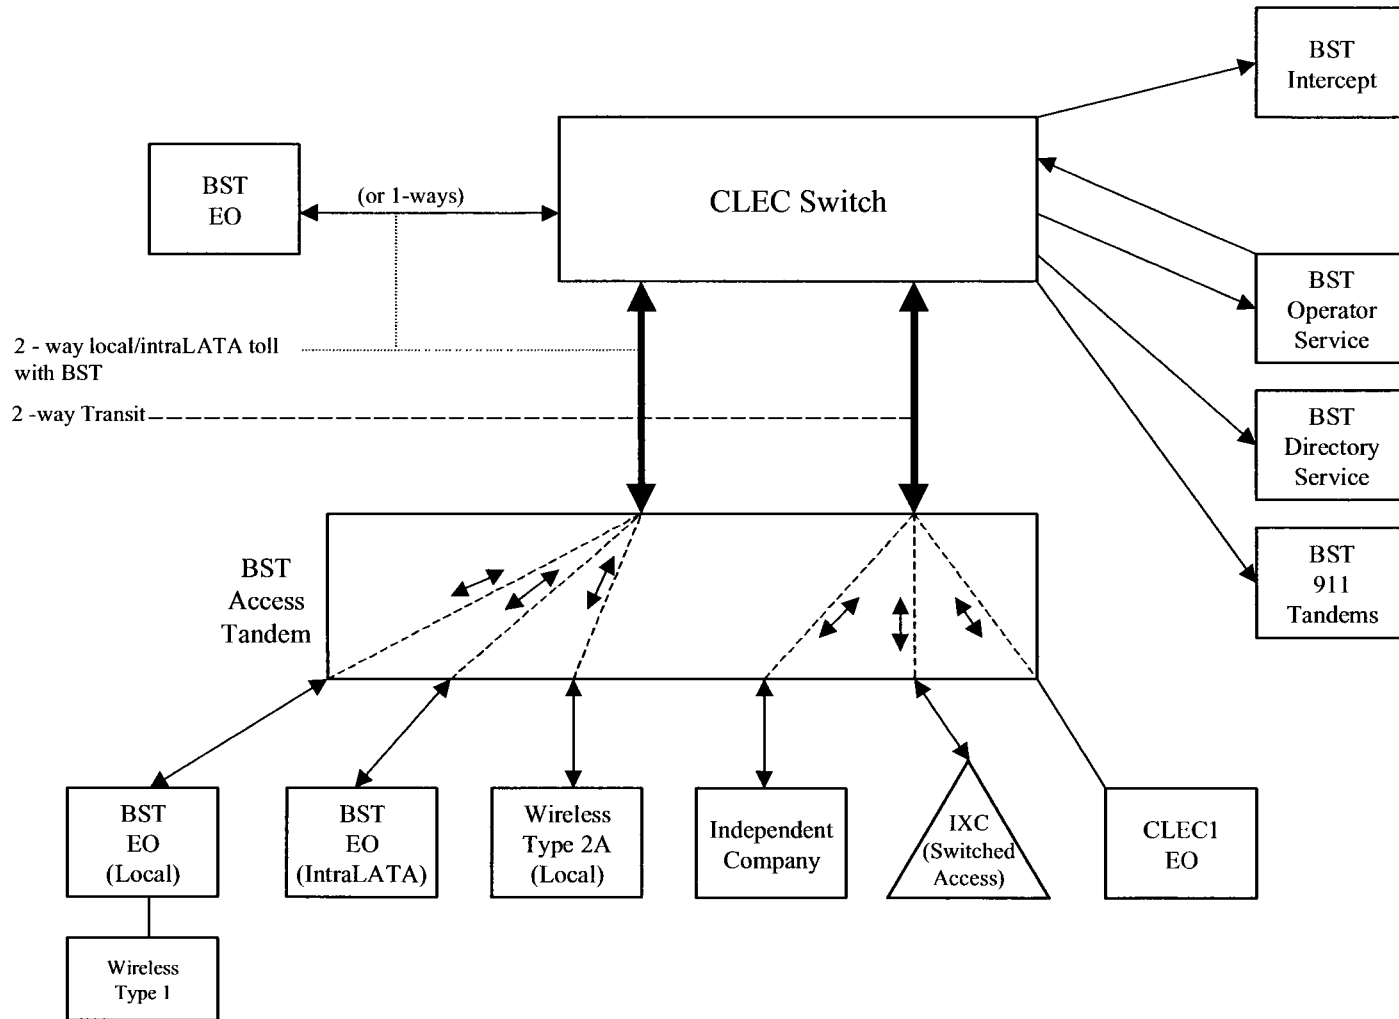 BST
Intercept
BST
EO
(or 1-ways)
CLEC Switch
BST
Operator
Service
2 - way local/intraLATA toll
with BST
2 -way Transit
BST
Directory
Service
BST
911
Tandems
BST
Access
Tandem
BST
EO
(Local)
BST
EO
(IntraLATA)
Wireless
Type 2A
(Local)
Independent
Company
IXC
(Switched
Access)
CLEC1
EO
Wireless
Type 1